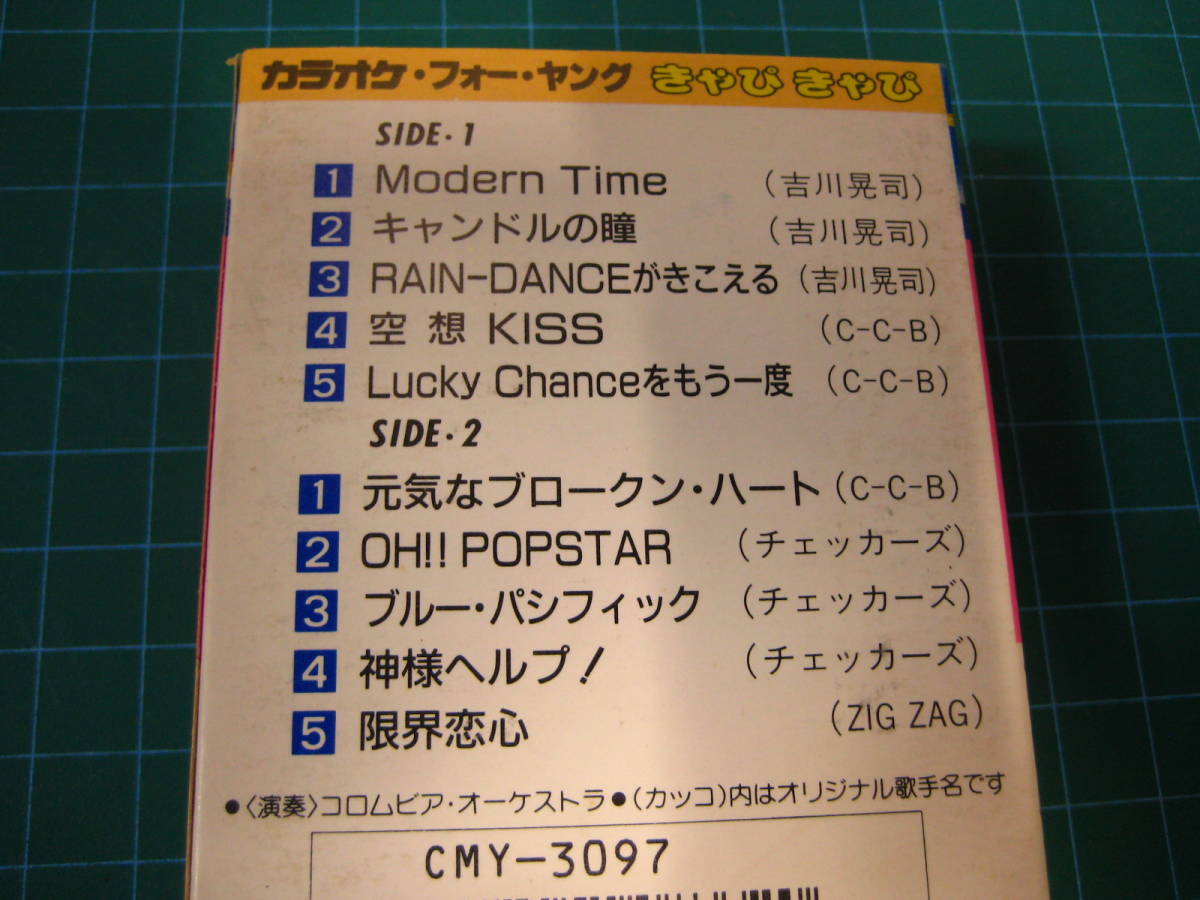 カラオケ・フォー・ヤング きゃぴ きゃぴ
SIDE・1
1 Modern Time (吉川晃司)
2 キャンドルの瞳 (吉川晃司)
3 RAIN-DANCEがきこえる (吉川晃司)
4 空想 KISS (C-C-B)
5 Lucky Chanceをもう一度 (C-C-B)
SIDE・2
1 元気なブロークン・ハート (C-C-B)
2 OH!! POPSTAR (チェッカーズ)
3 ブルー・パシフィック (チェッカーズ)
4 神様ヘルプ! (チェッカーズ)
5 限界恋心 (ZIG ZAG)
●〈演奏〉コロムビア・オーケストラ●(カッコ)内はオリジナル歌手名です
CMY-3097